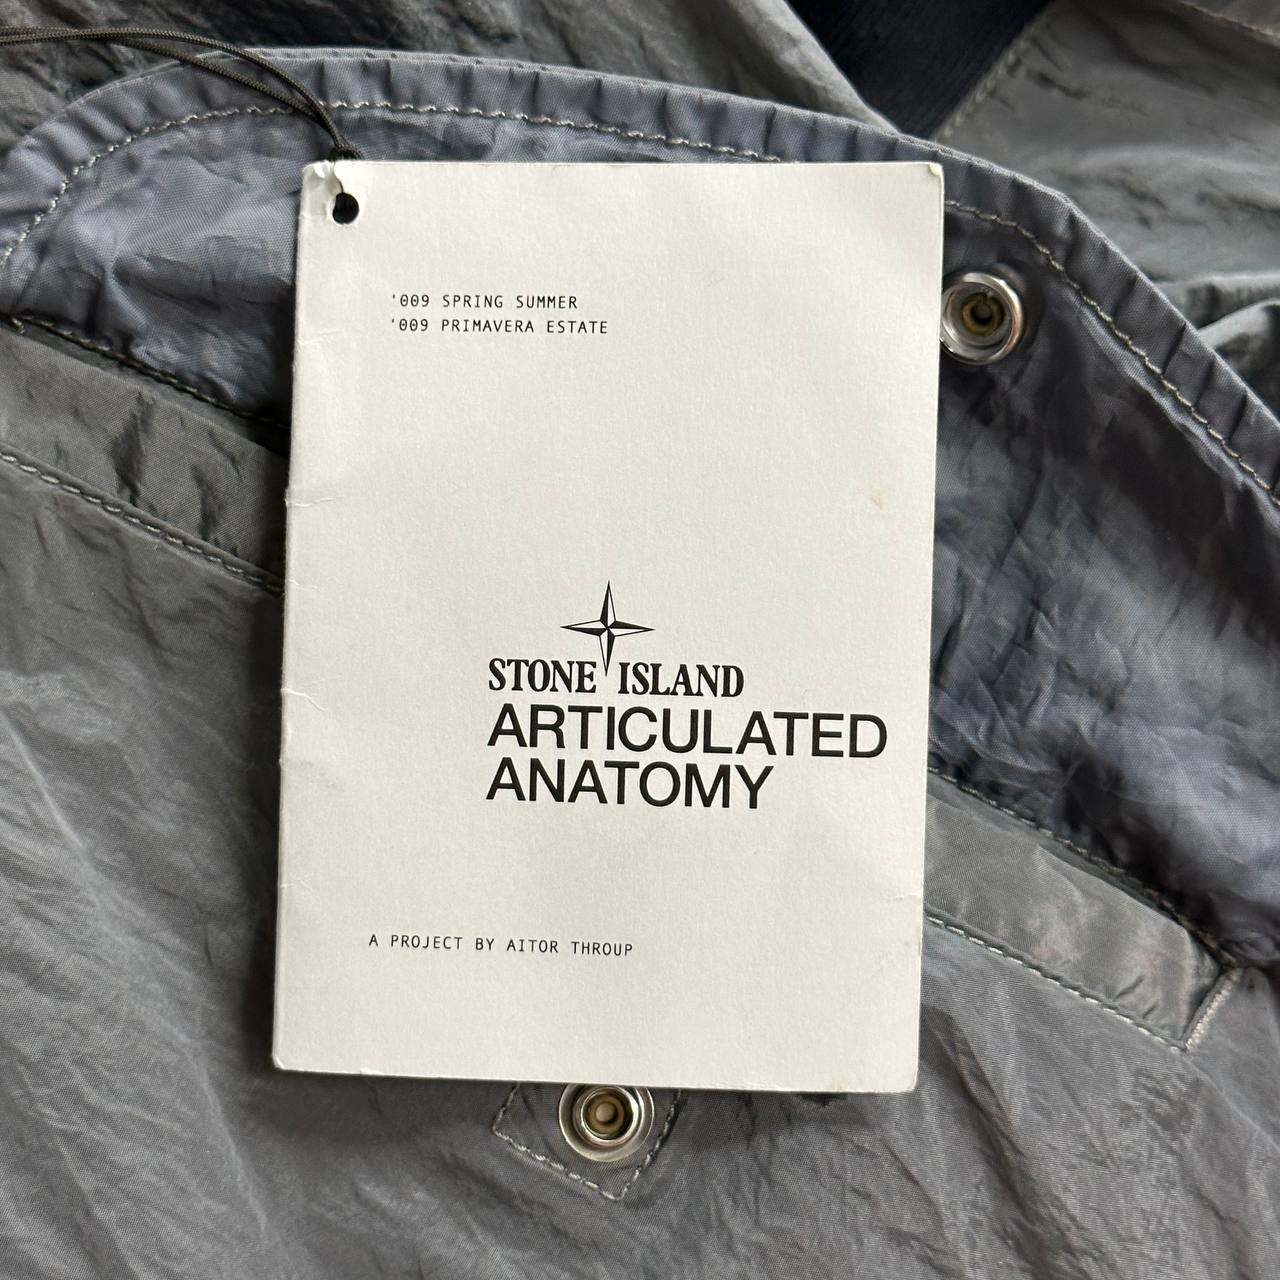 '009 SPRING SUMMER
'009 PRIMAVERA ESTATE
STONE ISLAND
ARTICULATED
ANATOMY
A PROJECT BY AITOR THROUP